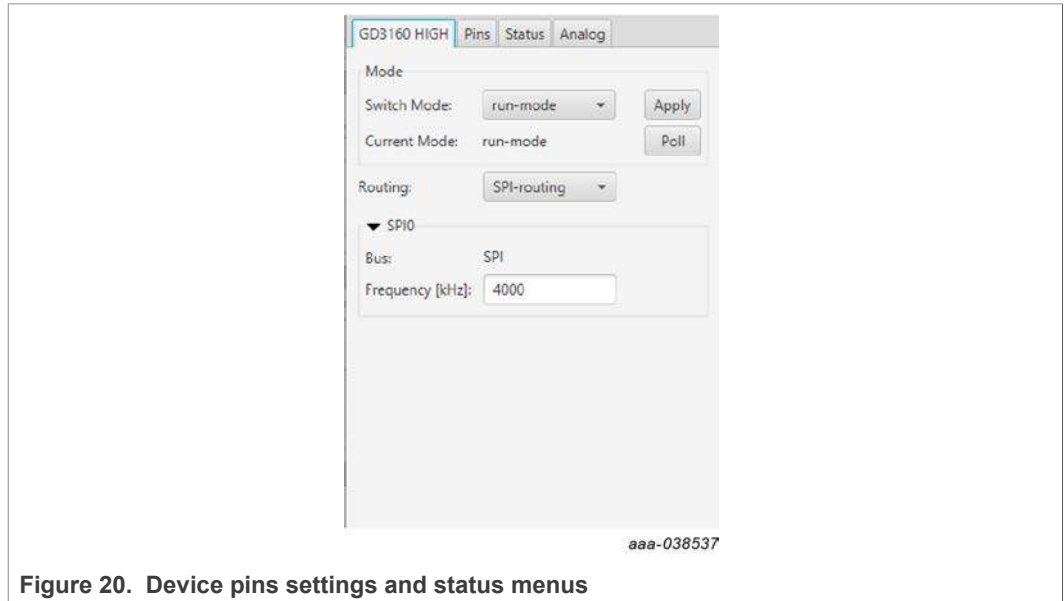 GD3160 HIGH Pins Status Analog
Mode
Switch Mode: run-mode Apply
Current Mode: run-mode Poll
Routing: SPI-routing
SPI0
Bus: SPI
Frequency [kHz]: 4000
aaa-038537
Figure 20. Device pins settings and status menus